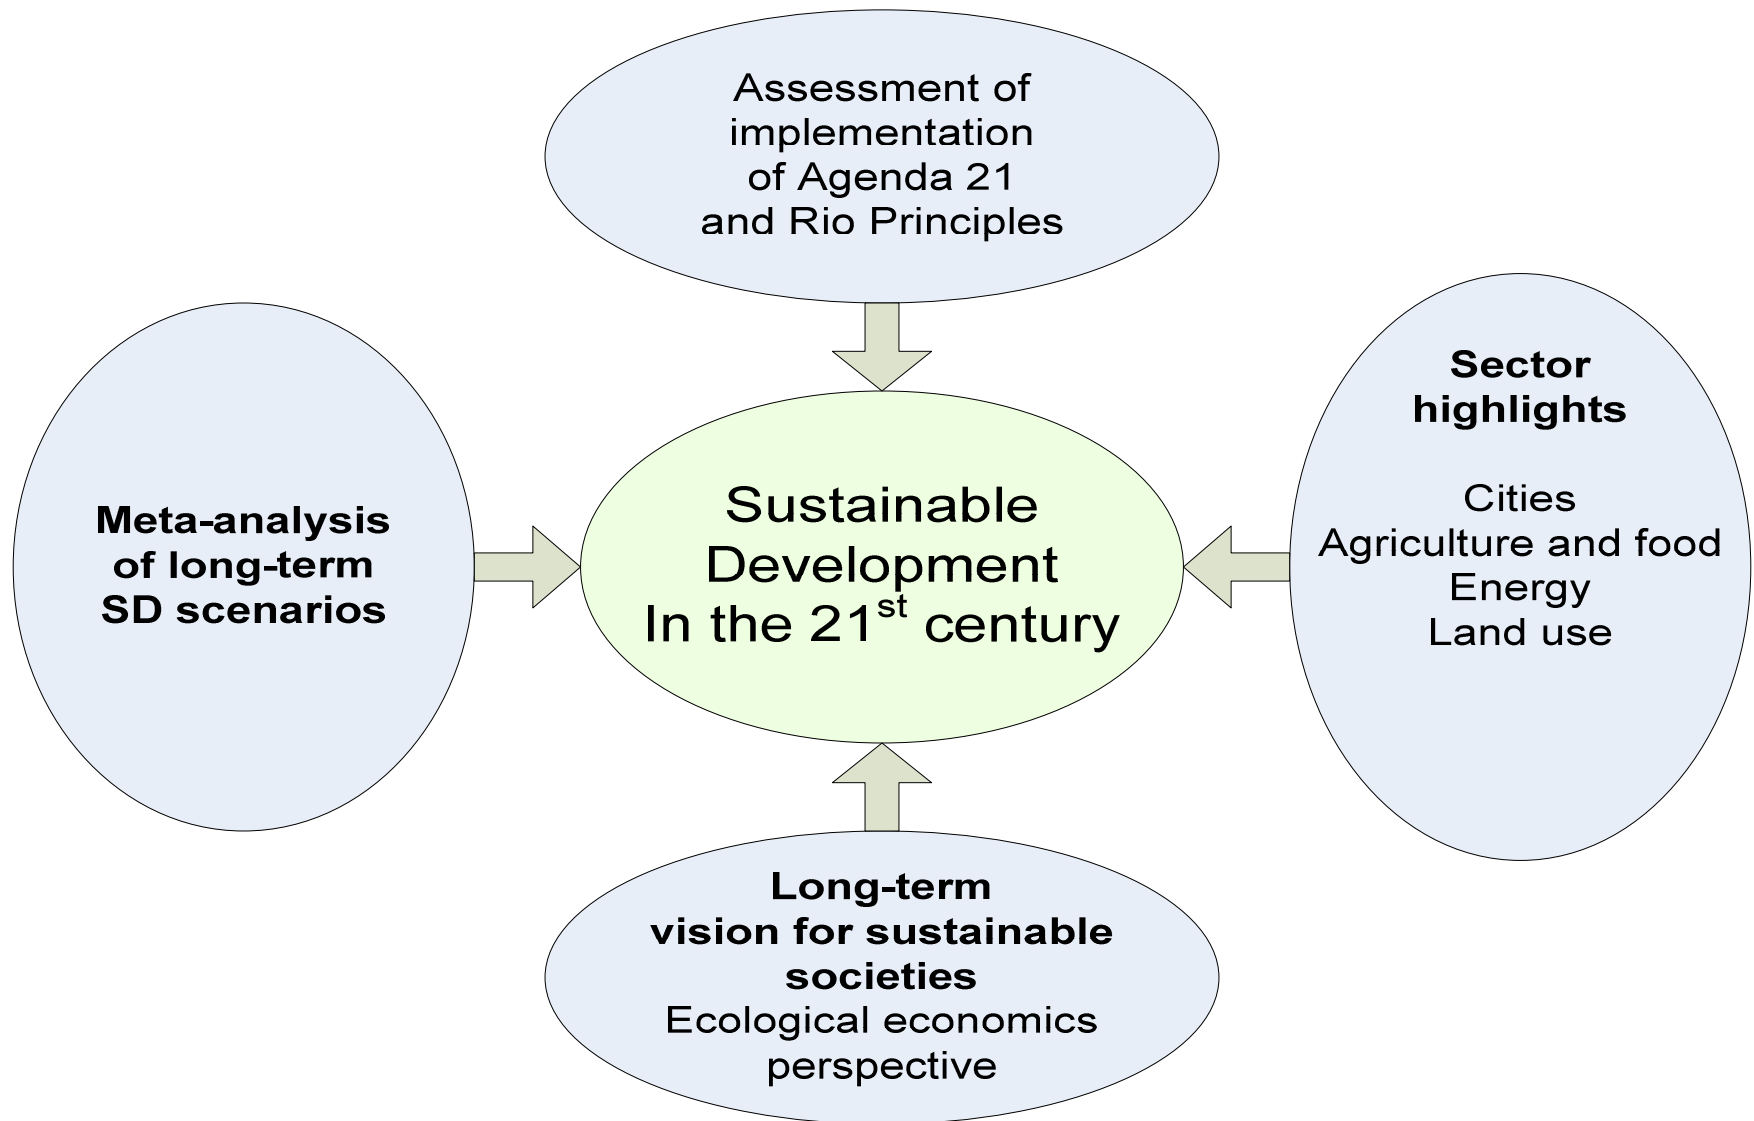 Assessment of
implementation
of Agenda 21
and Rio Principles
Meta-analysis
of long-term
SD scenarios
Sustainable
Development
In the 21st century
Sector
highlights
Cities
Agriculture and food
Energy
Land use
Long-term
vision for sustainable
societies
Ecological economics
perspective